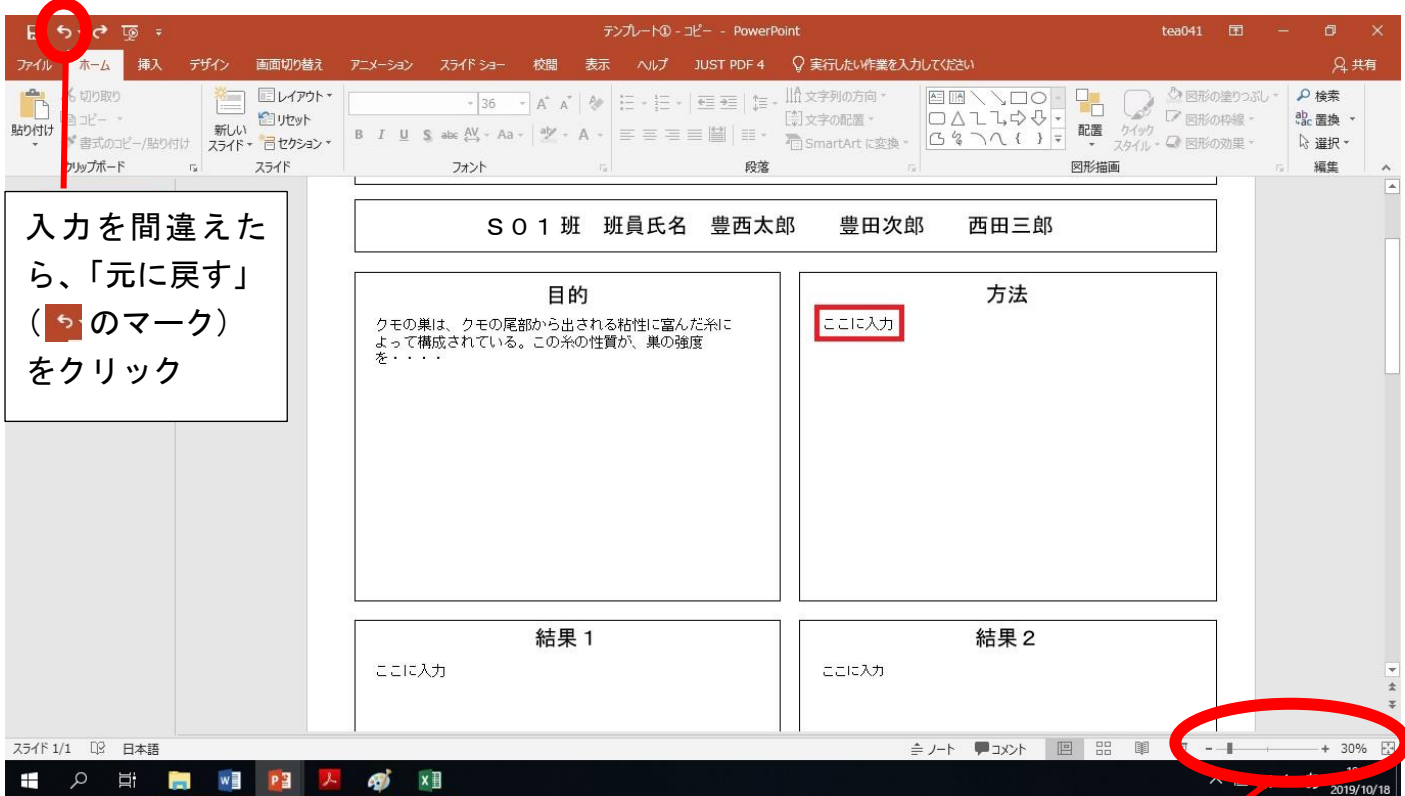 テンプレート① - コピー - PowerPoint
tea041
ファイル ホーム 挿入 デザイン 画面切り替え アニメーション スライド ショー 校閲 表示 ヘルプ JUST PDF 4 実行したい作業を入力してください 共有
貼り付け
切り取り
コピー
書式のコピー/貼り付け
クリップボード
新しい
スライド
レイアウト
リセット
セクション
スライド
36
B I U S abc AV Aa A
フォント
文字列の方向
文字の配置
SmartArt に変換
段落
配置
クイック
スタイル
図形の塗りつぶし
図形の枠線
図形の効果
図形描画
検索
置換
選択
編集
入力を間違えた
ら、「元に戻す」
(のマーク)
をクリック
S01班 班員氏名 豊西太郎 豊田次郎 西田三郎
目的
クモの巣は、クモの尾部から出される粘性に富んだ糸に
よって構成されている。この糸の性質が、巣の強度
を・・・・
方法
ここに入力
結果1
ここに入力
結果2
ここに入力
スライド 1/1 日本語 ノート コメント - + 30%
2019/10/18